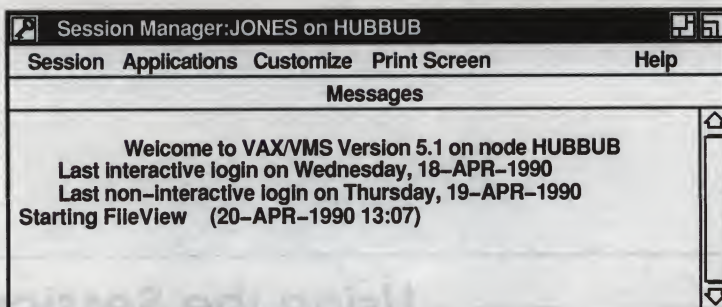 Session Manager:JONES on HUBBUB
Session Applications Customize Print Screen Help
Messages
Welcome to VAX/VMS Version 5.1 on node HUBBUB
Last interactive login on Wednesday, 18–APR–1990
Last non–interactive login on Thursday, 19–APR–1990
Starting FileView (20–APR–1990 13:07)